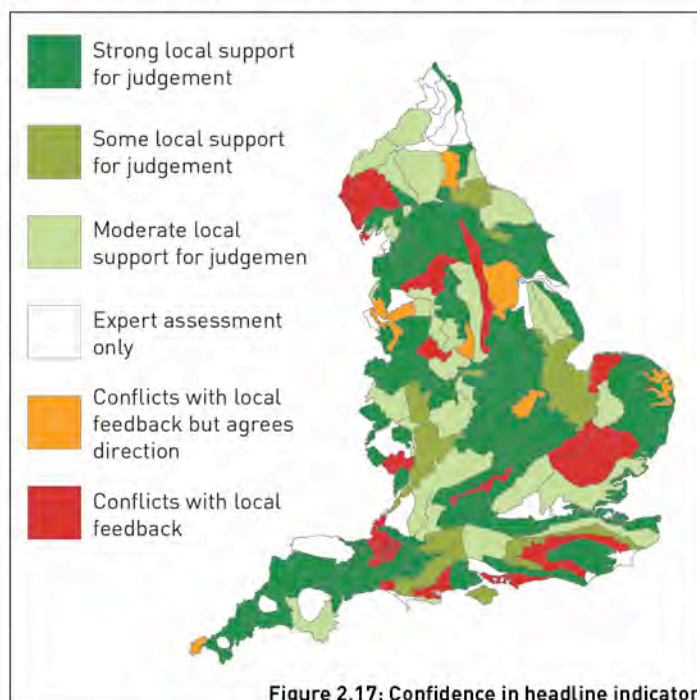 Strong local support
for judgement
Some local support
for judgement
Moderate local
support for judgemen
Expert assessment
only
Conflicts with local
feedback but agrees
direction
Conflicts with local
feedback
Figure 2.17: Confidence in headline indicator